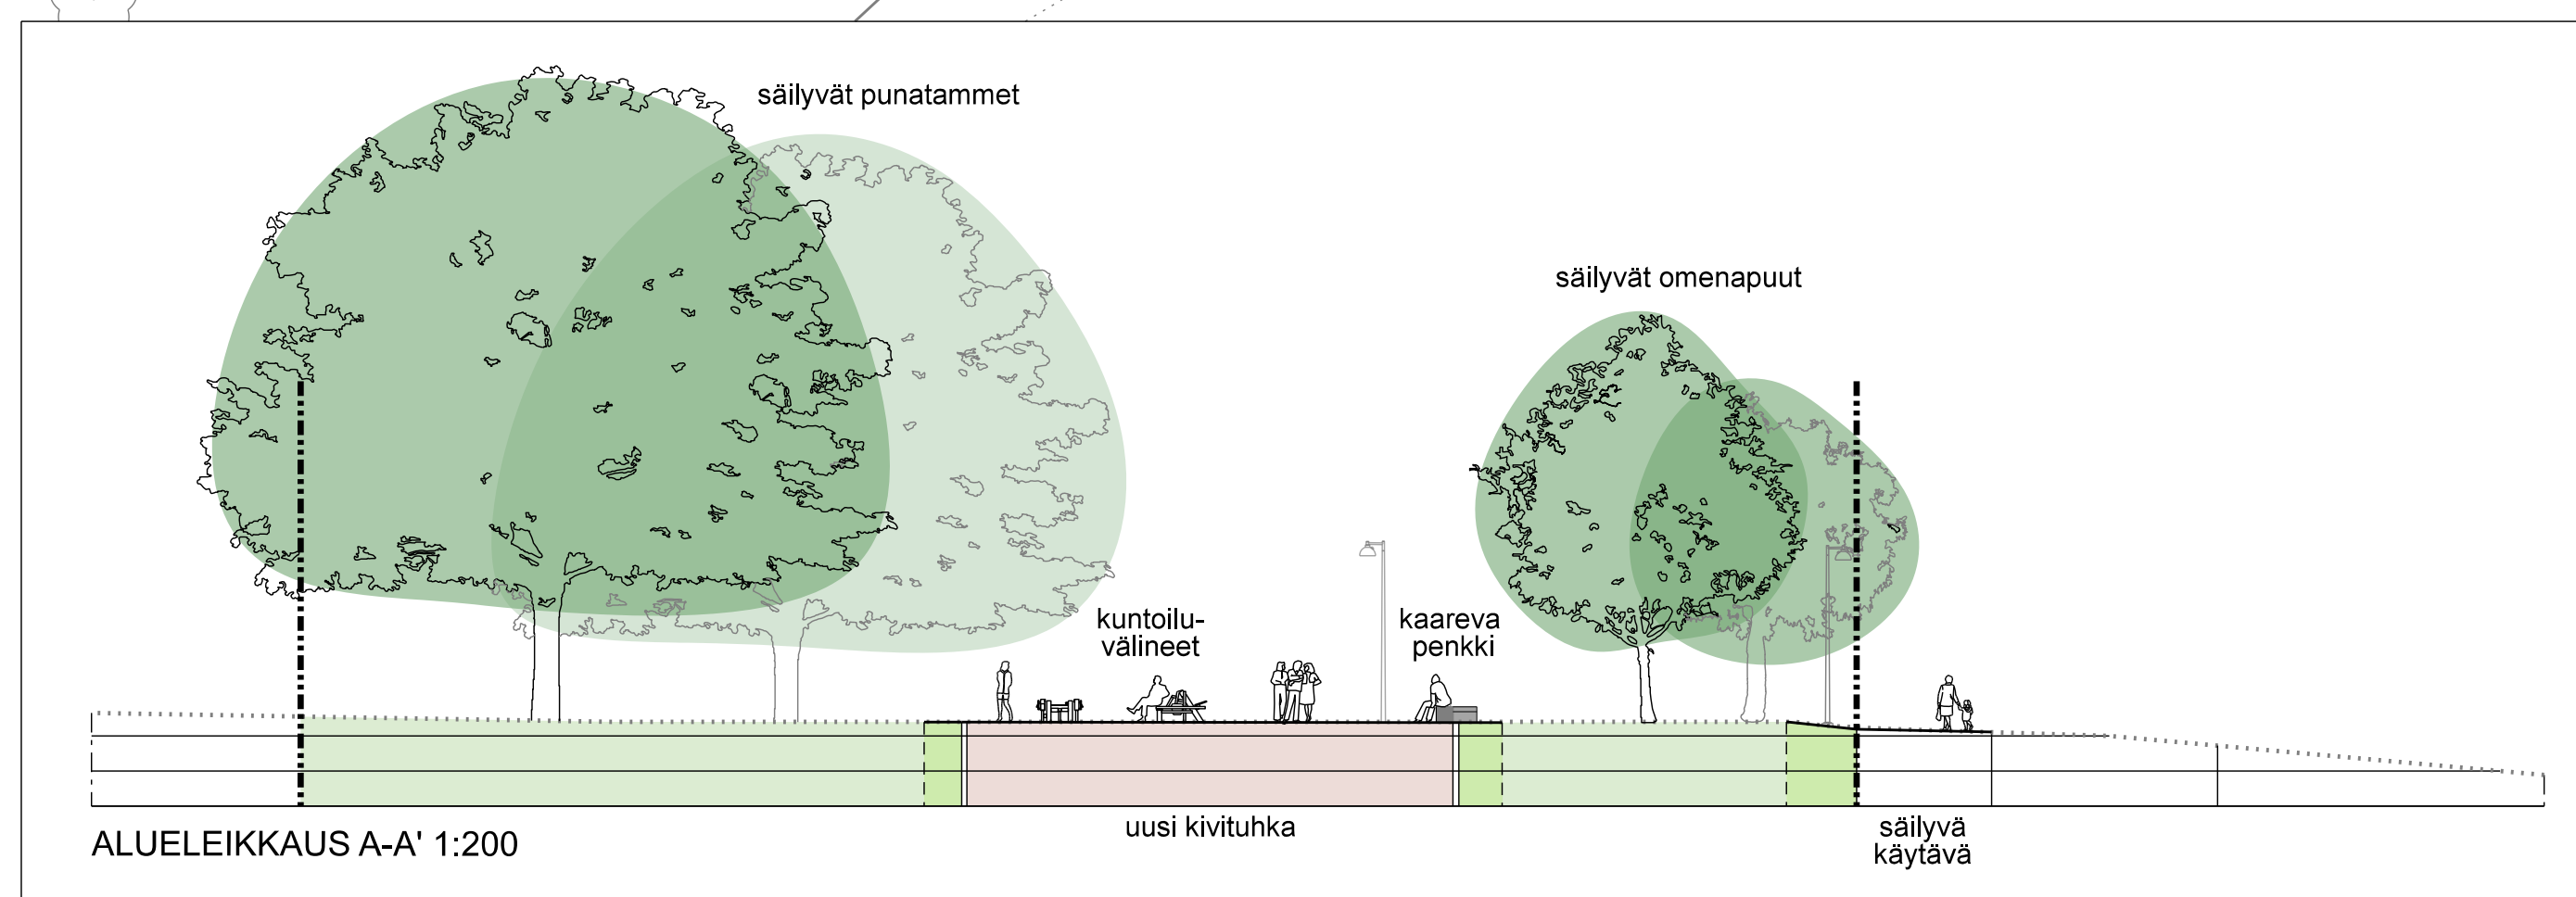 säilyvät punatammet
säilyvät omenapuut
kuntoilu-
välineet
kaareva
penkki
uusi kivituhka
säilyvä
käytävä
ALUELEIKKAUS A-A' 1:200